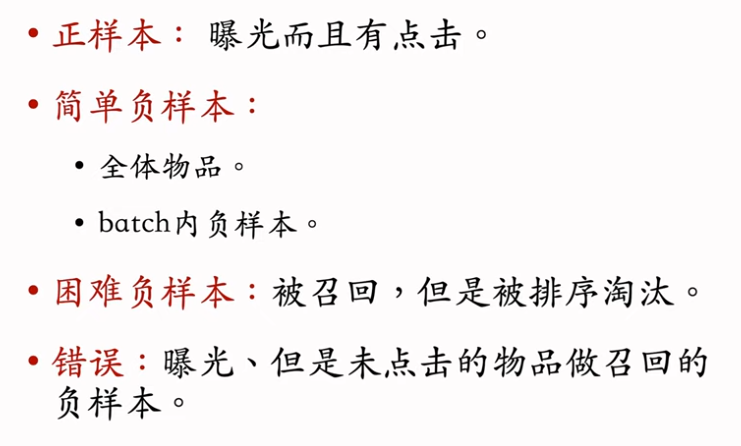 • 正样本：曝光而且有点击。
• 简单负样本：
• 全体物品。
• batch内负样本。
• 困难负样本：被召回，但是被排序淘汰。
• 错误：曝光、但是未点击的物品做召回的
负样本。